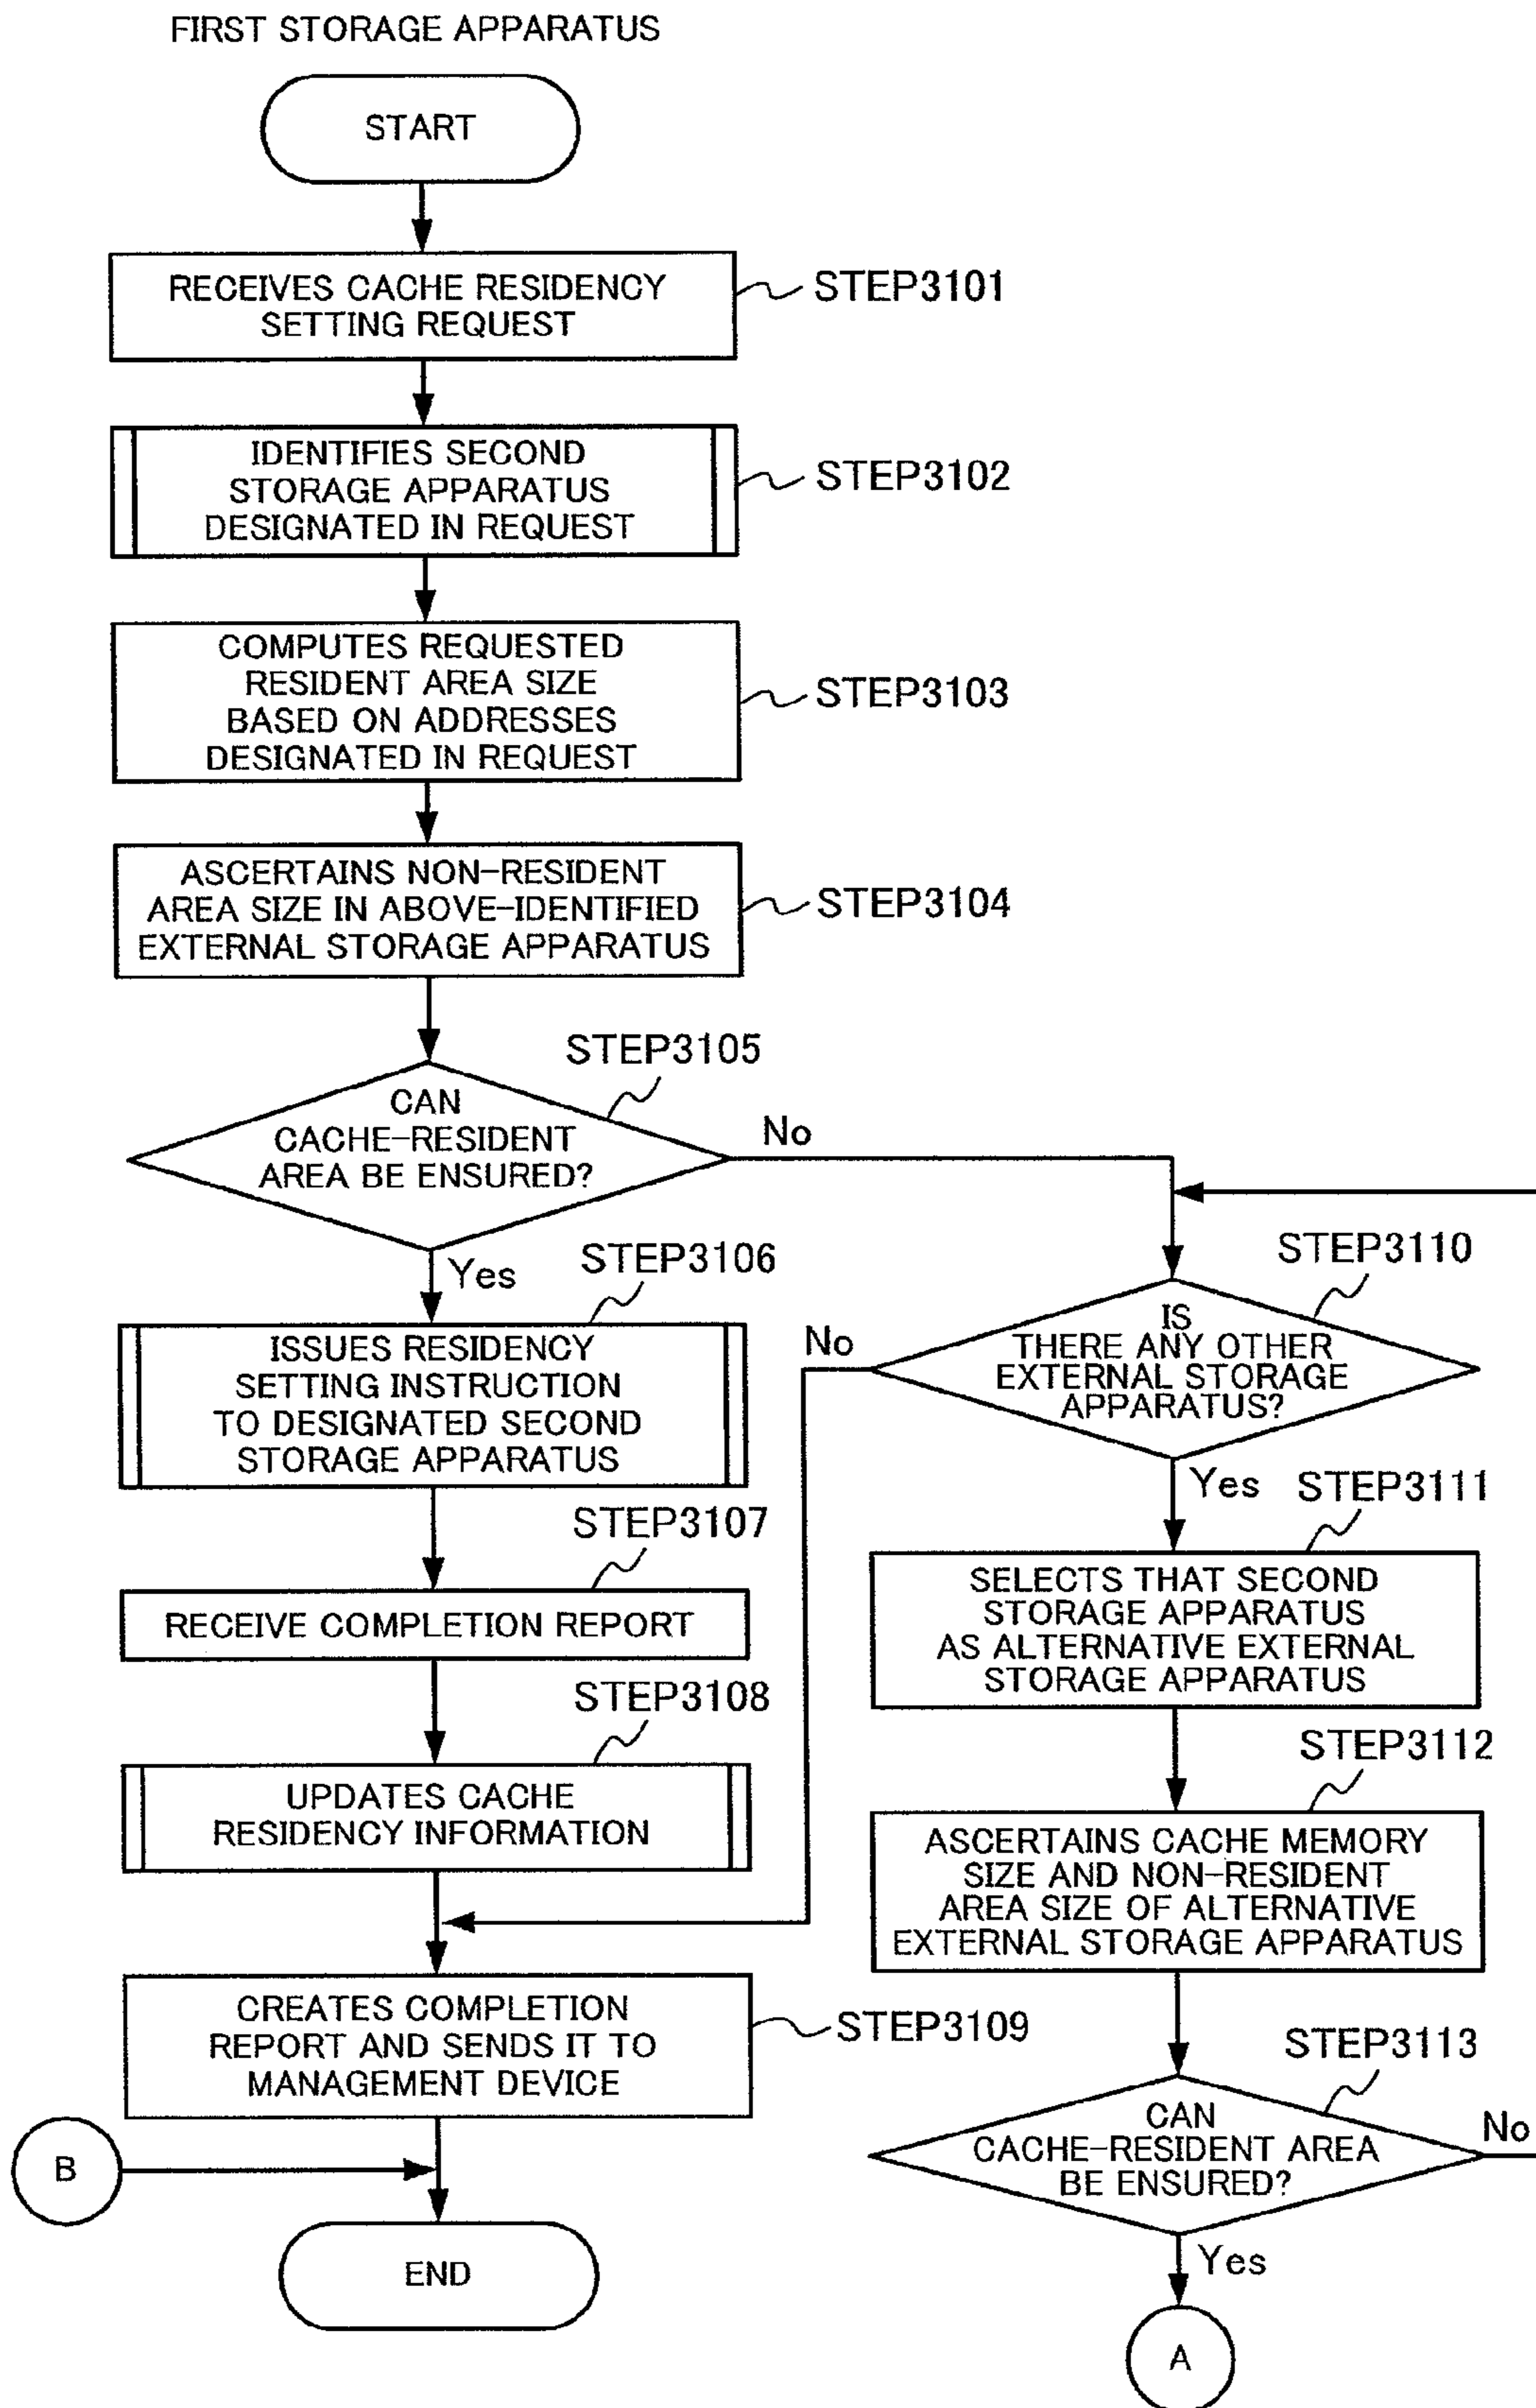 FIRST STORAGE APPARATUS
START
RECEIVES CACHE RESIDENCY
SETTING REQUEST
STEP3101
IDENTIFIES SECOND
STORAGE APPARATUS
DESIGNATED IN REQUEST
STEP3102
COMPUTES REQUESTED
RESIDENT AREA SIZE
BASED ON ADDRESSES
DESIGNATED IN REQUEST
STEP3103
ASCERTAINS NON-RESIDENT
AREA SIZE IN ABOVE-IDENTIFIED
EXTERNAL STORAGE APPARATUS
STEP3104
STEP3105
CAN
CACHE-RESIDENT
AREA BE ENSURED?
No
Yes
STEP3106
ISSUES RESIDENCY
SETTING INSTRUCTION
TO DESIGNATED SECOND
STORAGE APPARATUS
STEP3107
RECEIVE COMPLETION REPORT
STEP3108
UPDATES CACHE
RESIDENCY INFORMATION
CREATES COMPLETION
REPORT AND SENDS IT TO
MANAGEMENT DEVICE
STEP3109
B
END
STEP3110
IS
THERE ANY OTHER
EXTERNAL STORAGE
APPARATUS?
No
Yes
STEP3111
SELECTS THAT SECOND
STORAGE APPARATUS
AS ALTERNATIVE EXTERNAL
STORAGE APPARATUS
STEP3112
ASCERTAINS CACHE MEMORY
SIZE AND NON-RESIDENT
AREA SIZE OF ALTERNATIVE
EXTERNAL STORAGE APPARATUS
STEP3113
CAN
CACHE-RESIDENT AREA
BE ENSURED?
No
Yes
A